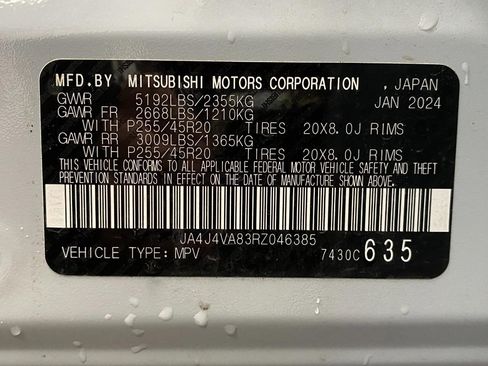 MFD.BY MITSUBISHI MOTORS CORPORATION , JAPAN
GVWR 5192LBS/2355KG JAN 2024
GAWR FR 2668LBS/1210KG
WITH P255/45R20 TIRES 20X8.0J RIMS
GAWR RR 3009LBS/1365KG
WITH P255/45R20 TIRES 20X8.0J RIMS
THIS VEHICLE CONFORMS TO ALL APPLICABLE FEDERAL MOTOR VEHICLE SAFETY AND THEFT
PREVENTION STANDARDS IN EFFECT ON THE DATE OF MANUFACTURE SHOWN ABOVE.
JA4J4VA83RZ046385
VEHICLE TYPE: MPV 7430C 635